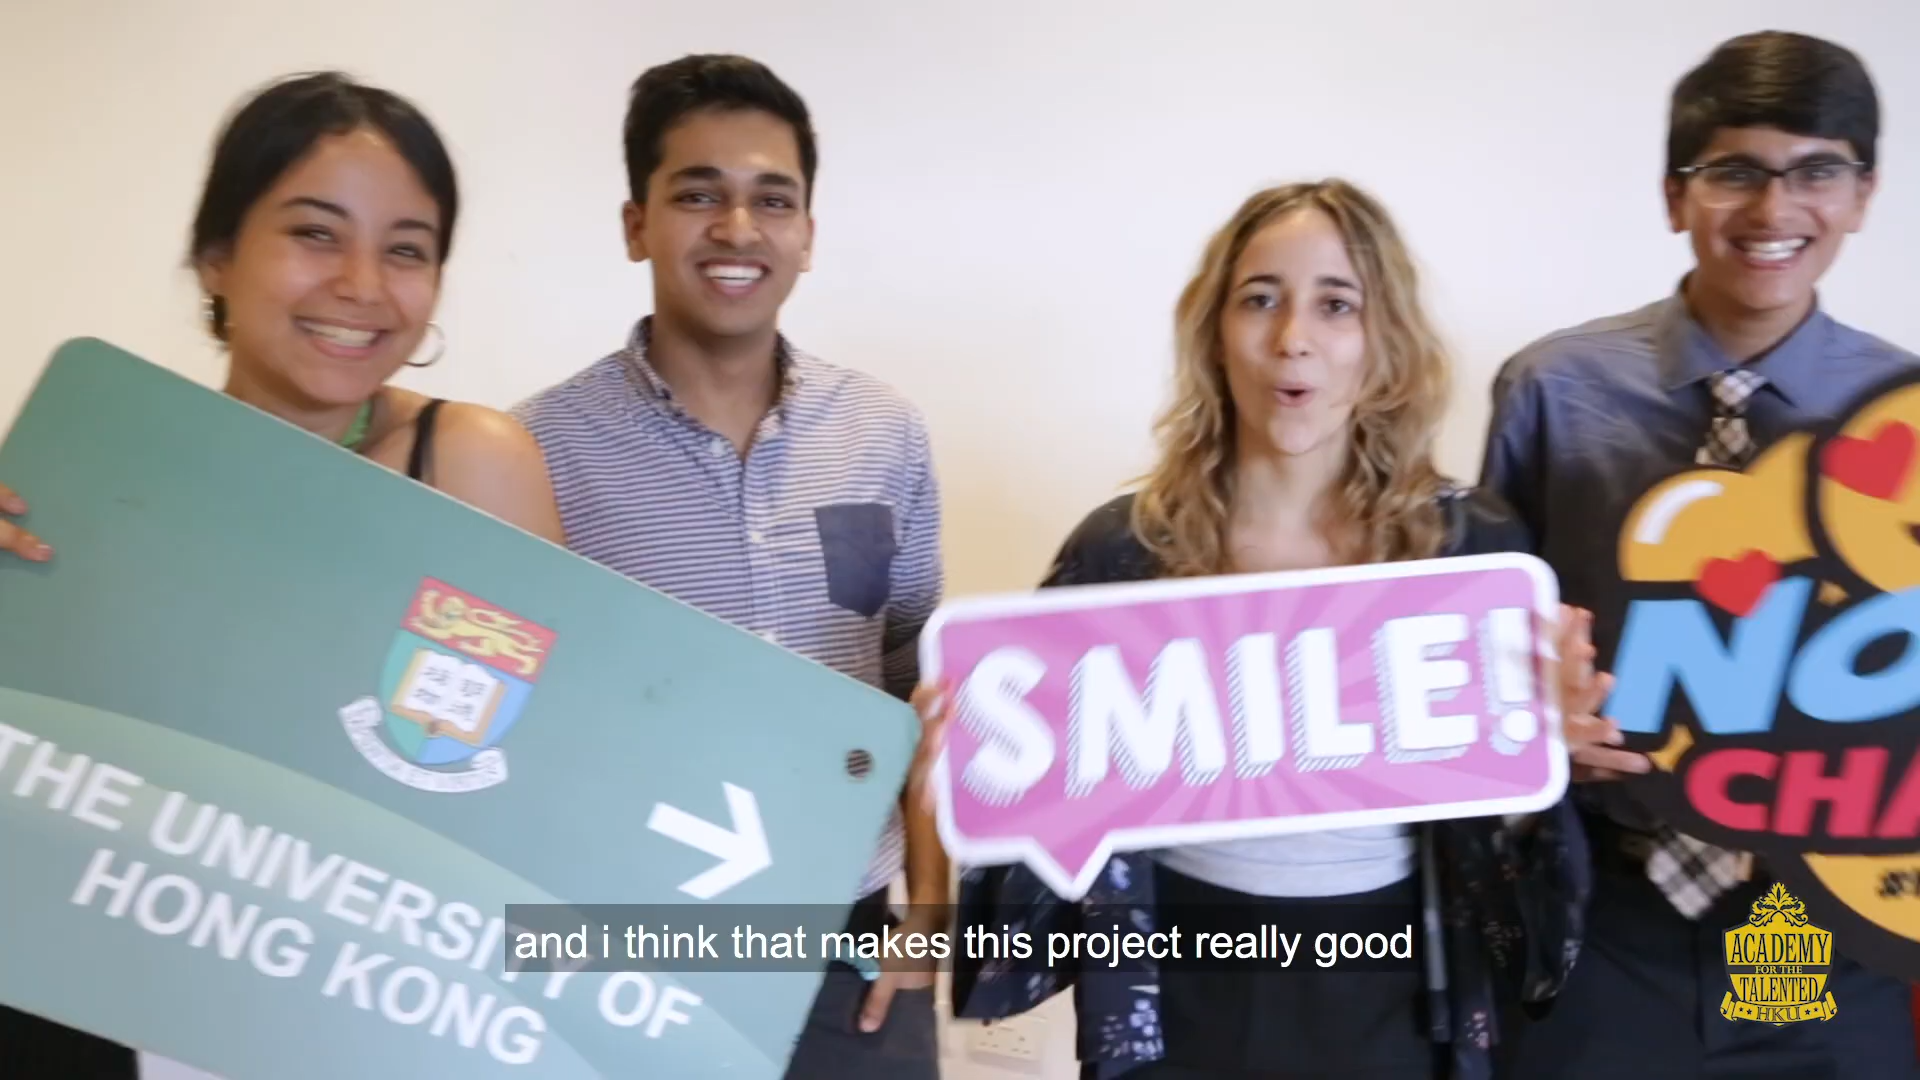 THE UNIVERSITY OF
HONG KONG
SMILE!
NO
CHA
and i think that makes this project really good
ACADEMY
FOR THE
TALENTED
HKU